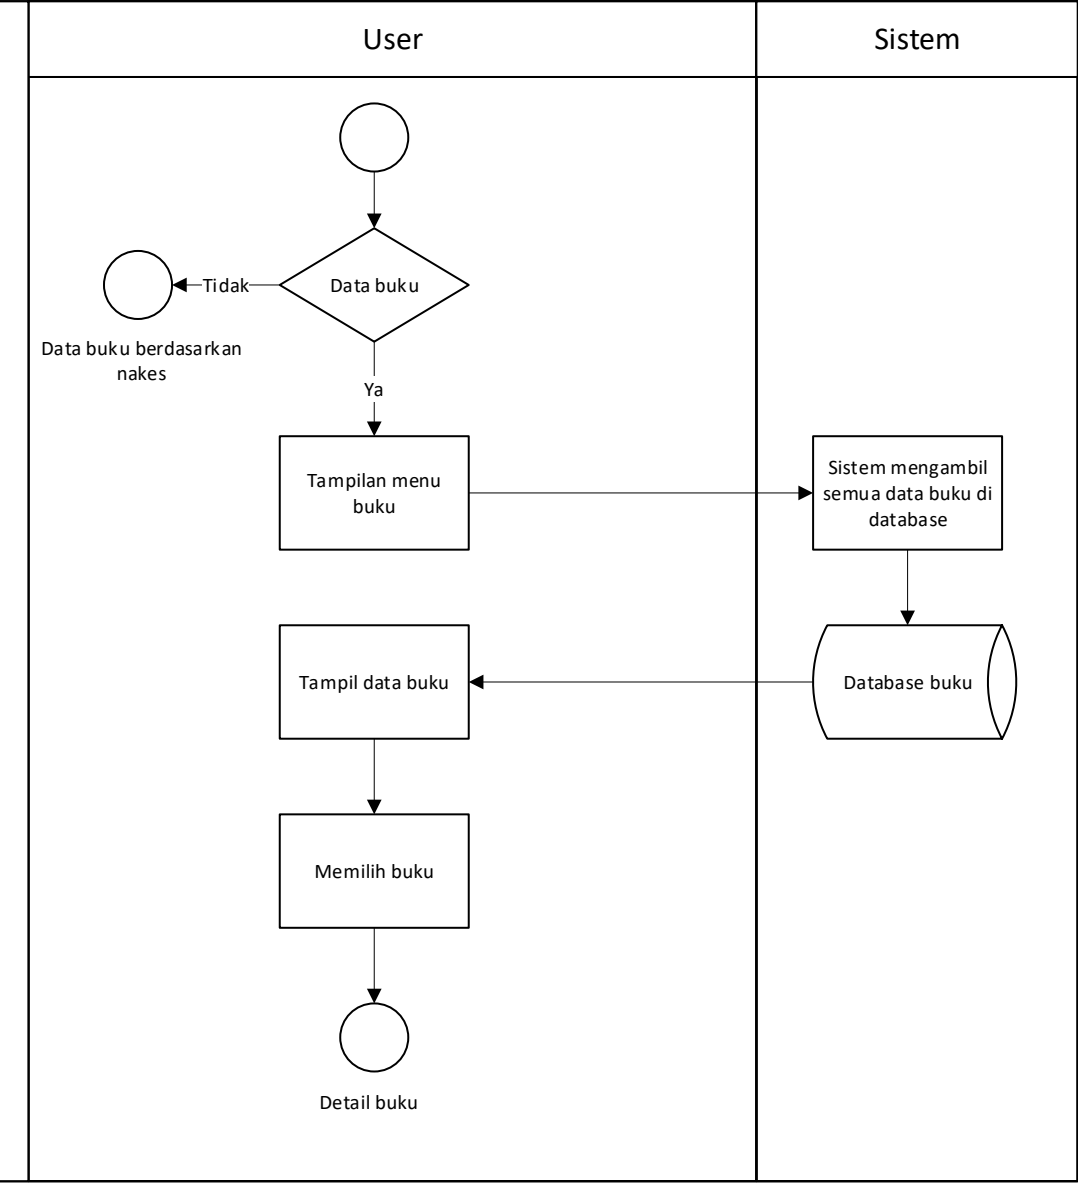 User
Sistem
Data buku
Tidak
Data buku berdasarkan
nakes
Ya
Tampilan menu
buku
Sistem mengambil
semua data buku di
database
Tampil data buku
Database buku
Memilih buku
Detail buku